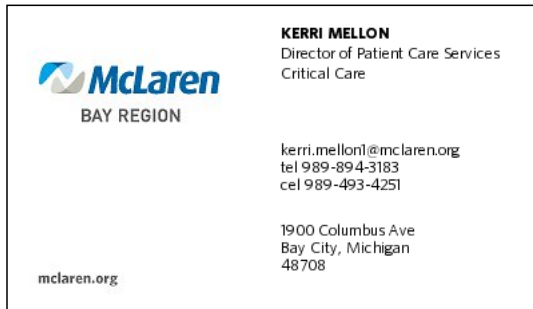 McLaren
BAY REGION
mclaren.org
KERRI MELLON
Director of Patient Care Services
Critical Care
kerri.mellon1@mclaren.org
tel 989-894-3183
cel 989-493-4251
1900 Columbus Ave
Bay City, Michigan
48708